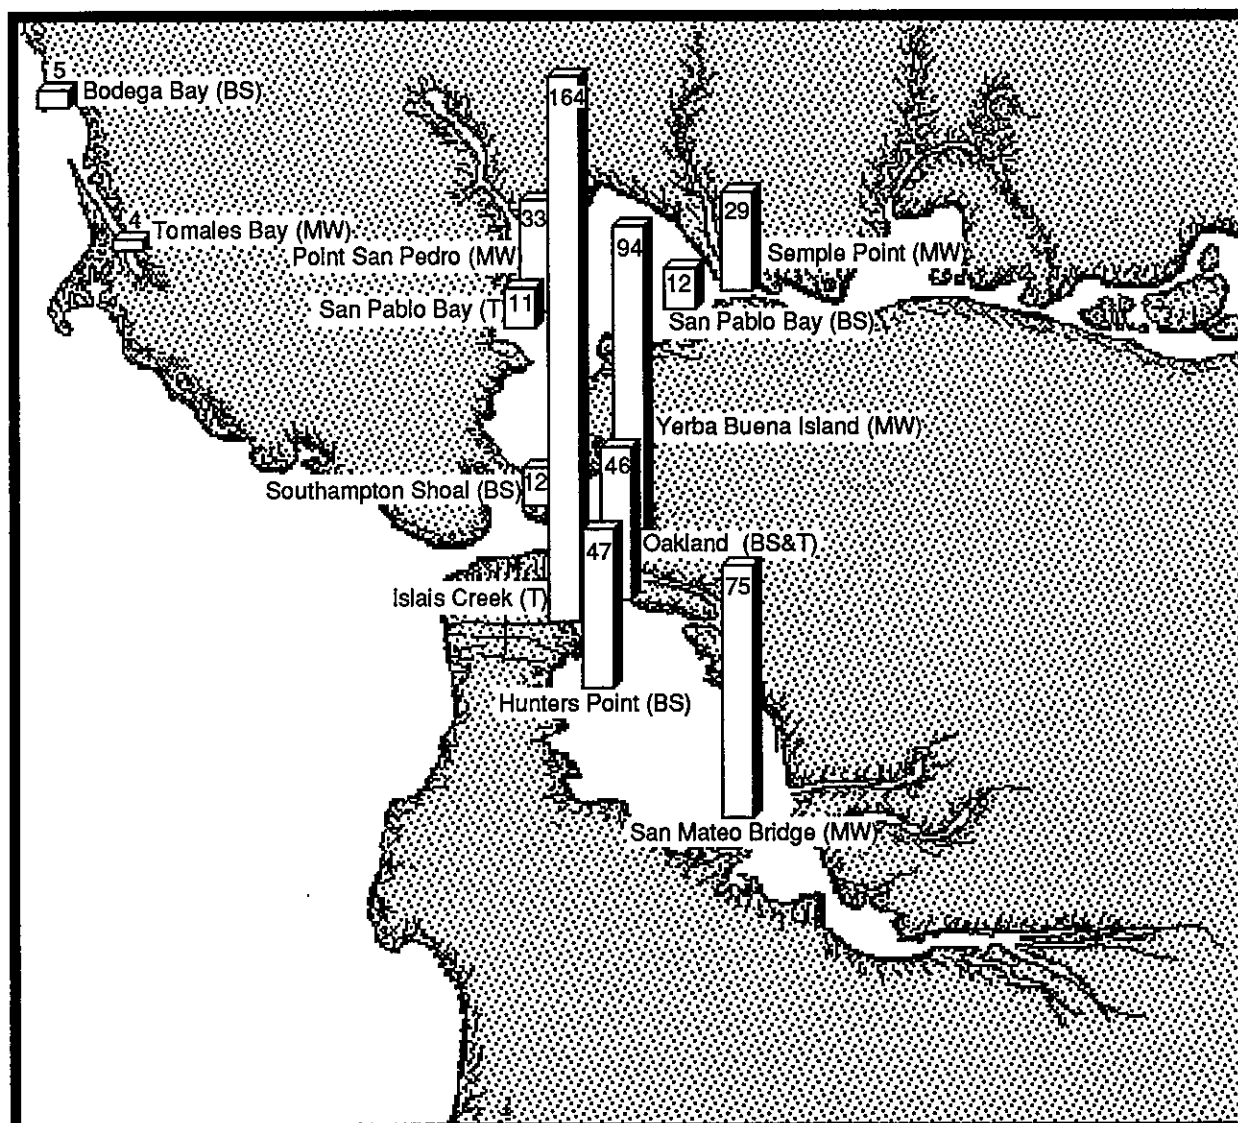 5
Bodega Bay (BS)
164
4
Tomales Bay (MW)
33
29
Point San Pedro (MW
94
Semple Point (MW)
12
San Pablo Bay (T)
11
San Pablo Bay (BS)
Yerba Buena Island (MW)
46
Southampton Shoal (BS)
12
47
Oakland (BS&T)
75
Islais Creek (T)
Hunters Point (BS)
San Mateo Bridge (MW)